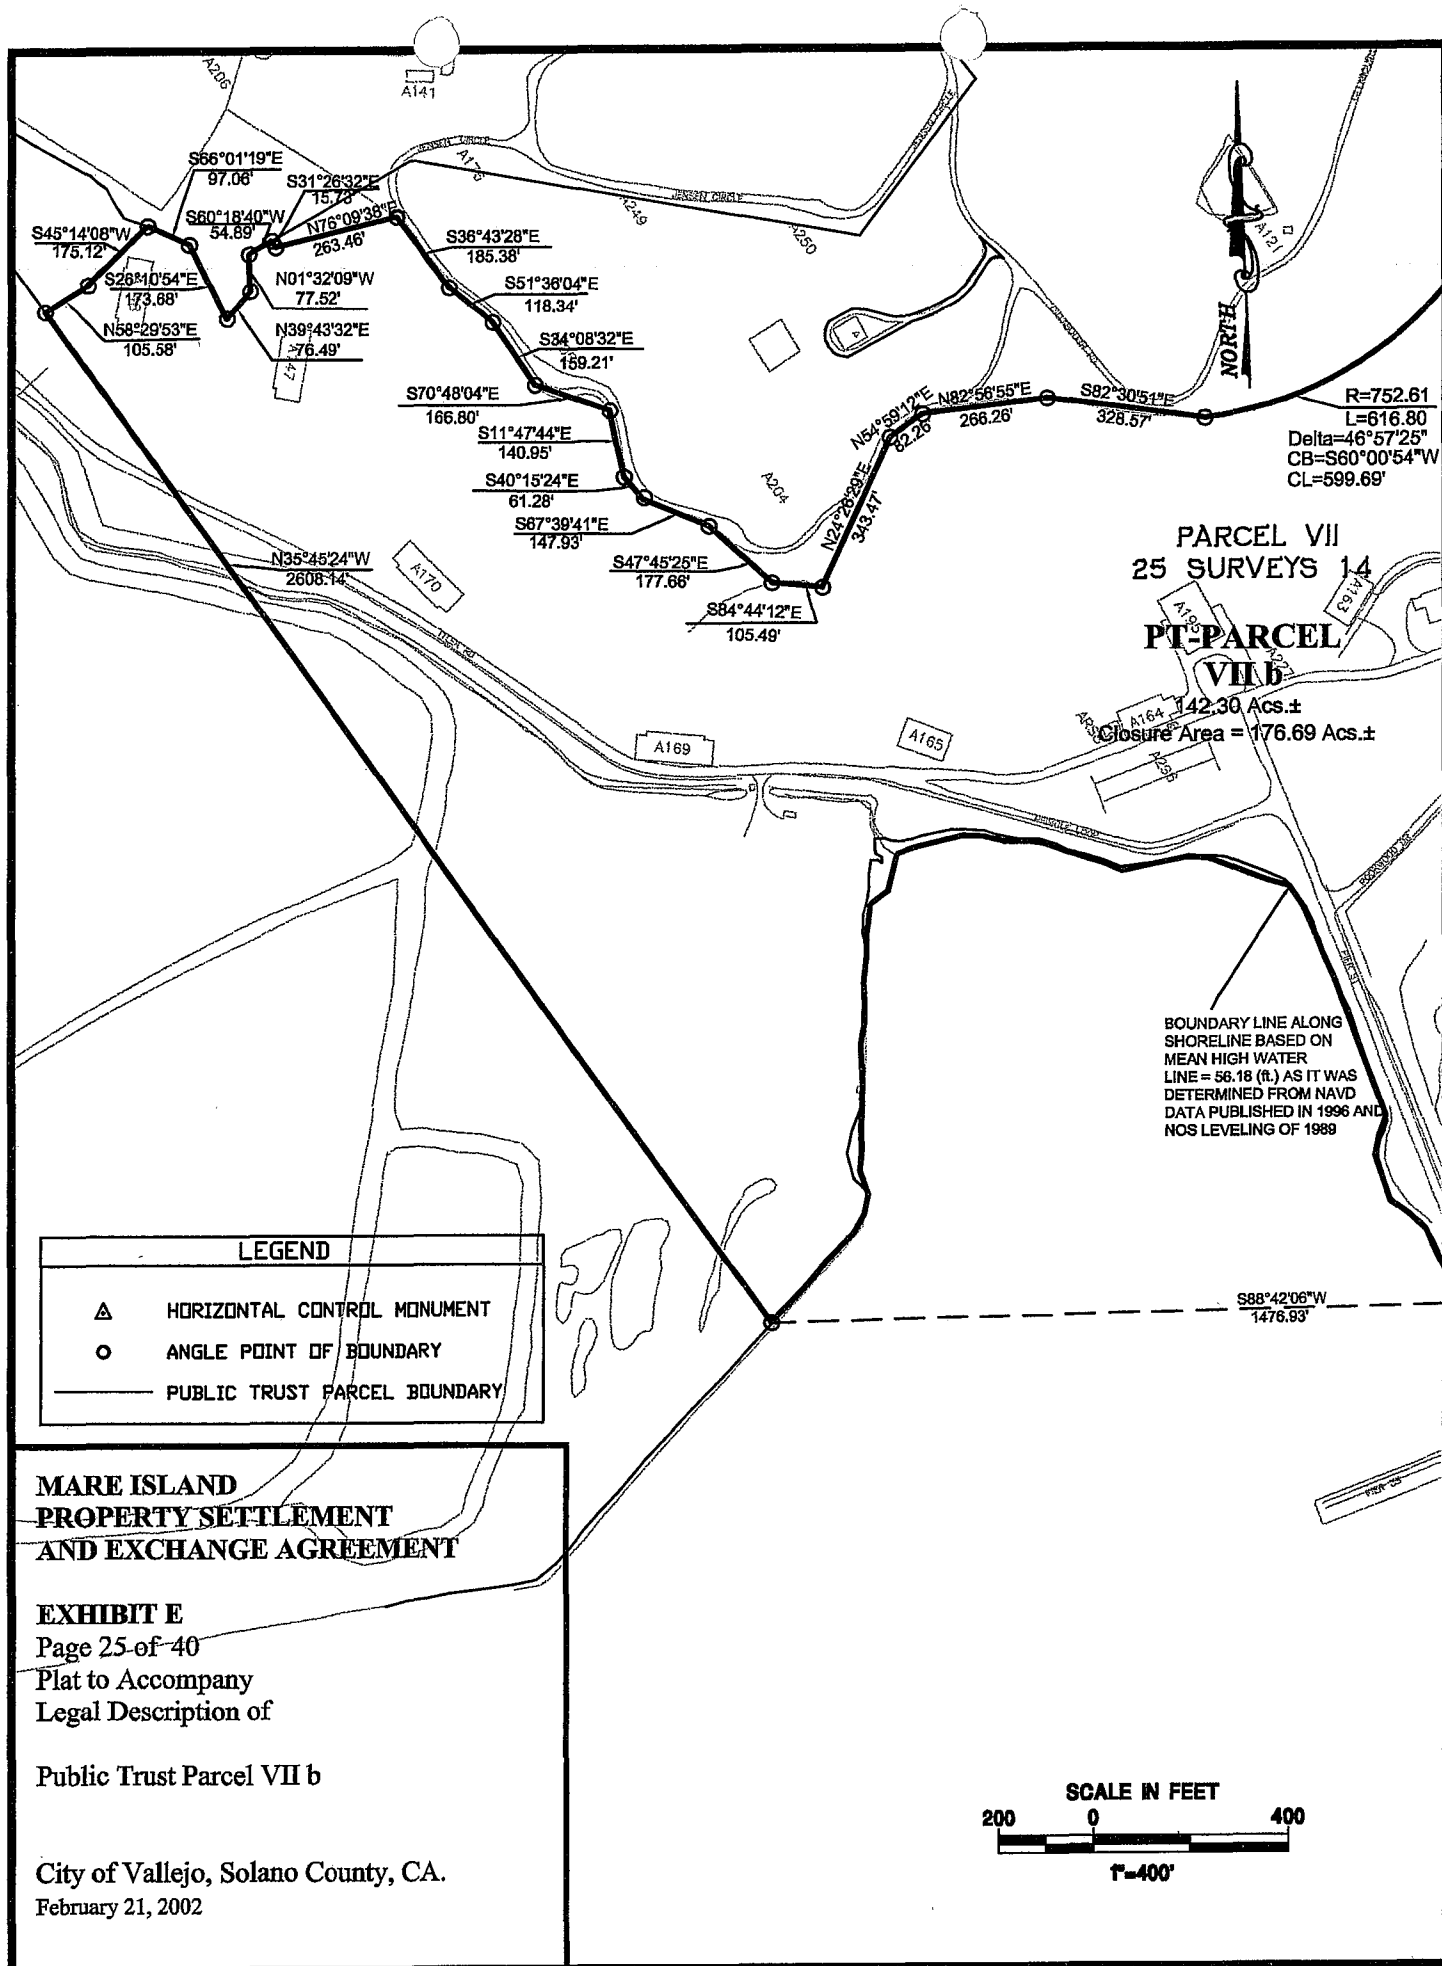 A206
A141
JENSEN CIRCLE
JENSEN CIRCLE
JENSEN CIRCLE
A249
A250
A121
S66°01'19"E
97.06'
S31°26'32"E
15.73'
S60°18'40"W
54.89'
N76°09'38"E
263.46'
S45°14'08"W
175.12'
S36°43'28"E
185.38'
S26°10'54"E
173.68'
N01°32'09"W
77.52'
S51°36'04"E
118.34'
N58°29'53"E
105.58'
N39°43'32"E
76.49'
S34°08'32"E
159.21'
NORTH
S70°48'04"E
166.80'
N54°59'12"E
82.26'
N82°56'55"E
266.26'
S82°30'51"E
328.57'
R=752.61
L=616.80
Delta=46°57'25"
CB=S60°00'54"W
CL=599.69'
S11°47'44"E
140.95'
S40°15'24"E
61.28'
A204
N24°26'29"E
343.47'
S67°39'41"E
147.93'
N35°45'24"W
2608.14'
A170
S47°45'25"E
177.66'
S84°44'12"E
105.49'
PARCEL VII
25 SURVEYS 14
A163
A195
PT-PARCEL
VII b
A227
142.30 Acs.±
Closure Area = 176.69 Acs.±
A164
A169
A165
BOUNDARY LINE ALONG
SHORELINE BASED ON
MEAN HIGH WATER
LINE = 56.18 (ft.) AS IT WAS
DETERMINED FROM NAVD
DATA PUBLISHED IN 1996 AND
NOS LEVELING OF 1989
LEGEND
HORIZONTAL CONTROL MONUMENT
ANGLE POINT OF BOUNDARY
PUBLIC TRUST PARCEL BOUNDARY
S88°42'06"W
1476.93'
MARE ISLAND
PROPERTY SETTLEMENT
AND EXCHANGE AGREEMENT
EXHIBIT E
Page 25 of 40
Plat to Accompany
Legal Description of
Public Trust Parcel VII b
City of Vallejo, Solano County, CA.
February 21, 2002
SCALE IN FEET
200 0 400
1"=400'